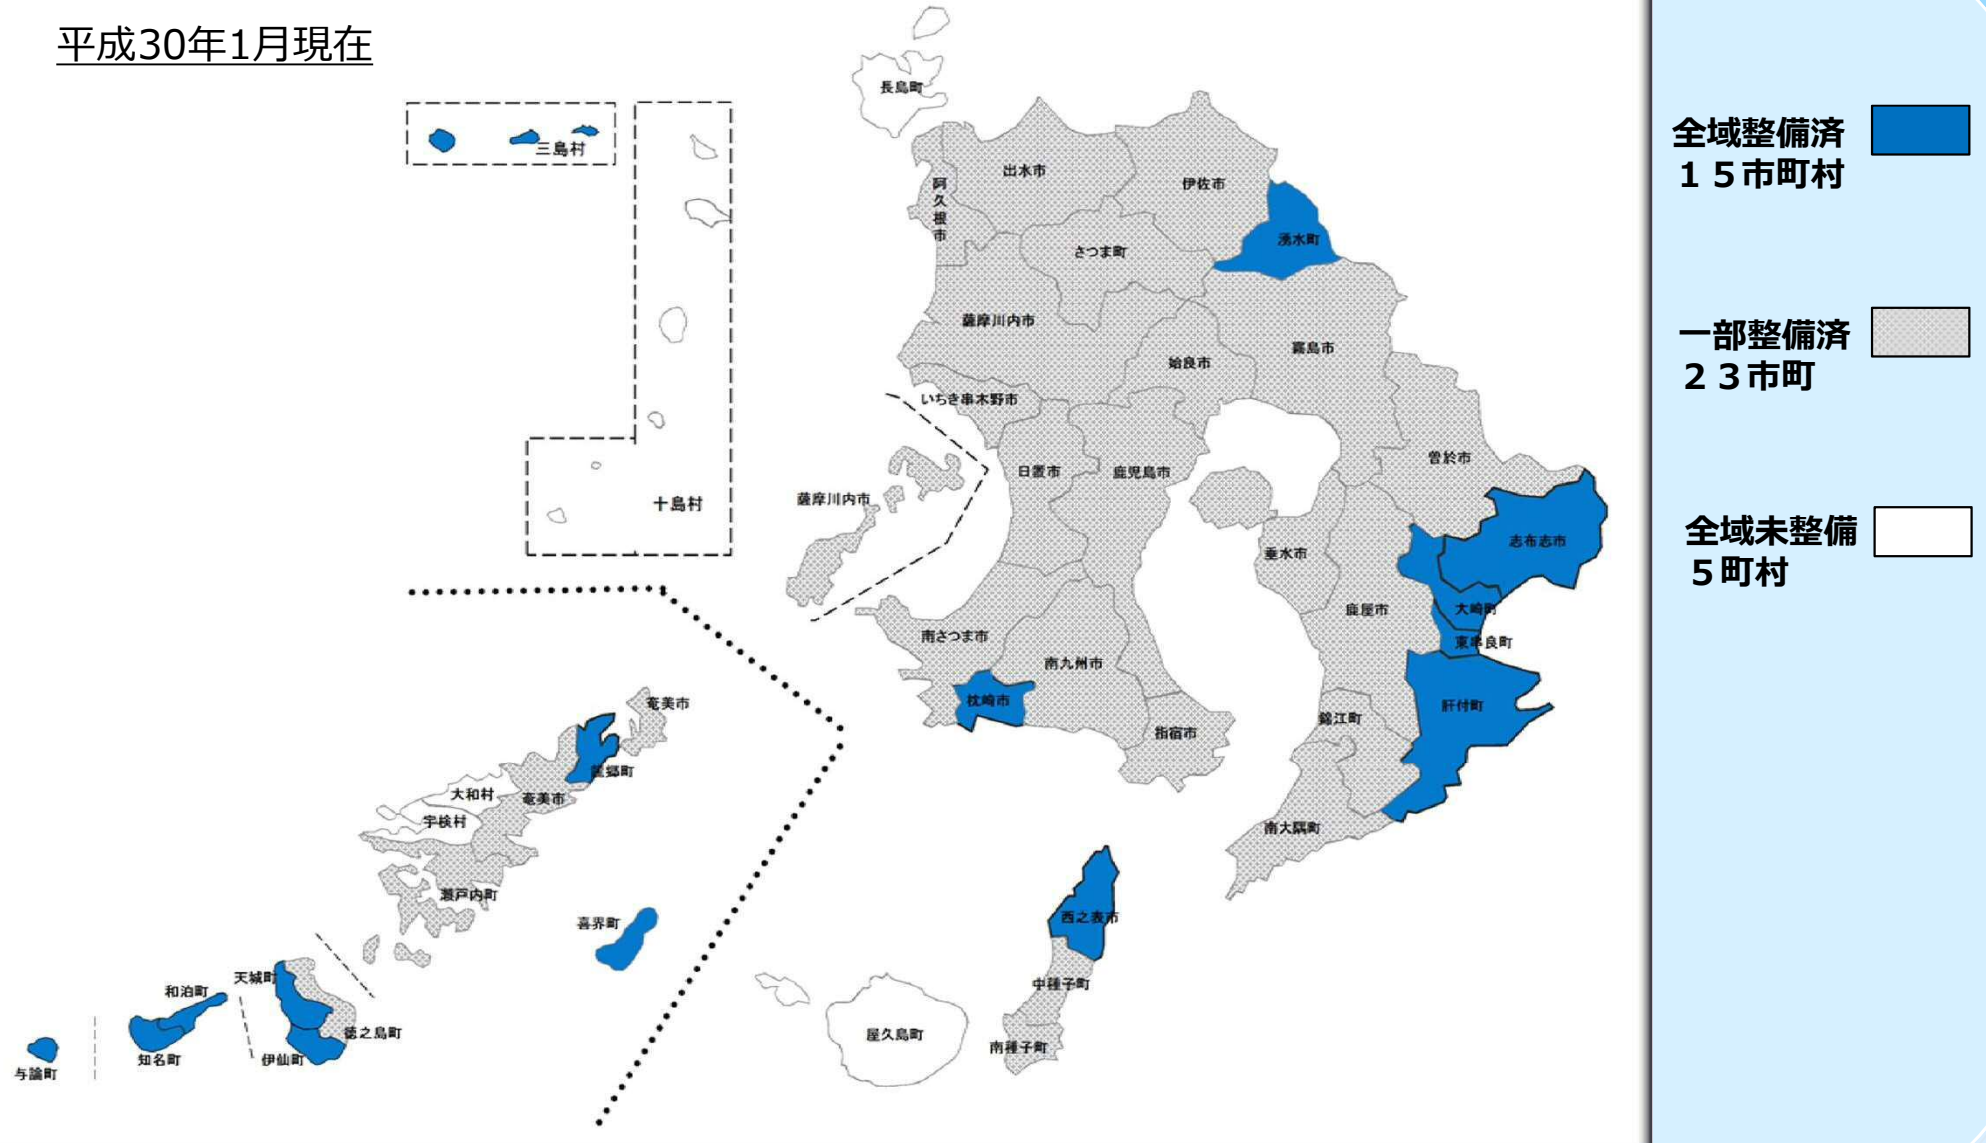 平成30年1月現在
長島町
三島村
出水市
伊佐市
阿久根市
湧水町
さつま町
薩摩川内市
霧島市
姶良市
いちき串木野市
曽於市
日置市
鹿児島市
薩摩川内市
十島村
志布志市
垂水市
大崎町
鹿屋市
南さつま市
東串良町
南九州市
枕崎市
肝付町
奄美市
錦江町
指宿市
龍郷町
大和村
奄美市
宇検村
南大隅町
瀬戸内町
喜界町
西之表市
天城町
中種子町
和泊町
徳之島町
屋久島町
南種子町
知名町
伊仙町
与論町
全域整備済
15市町村
一部整備済
23市町
全域未整備
5町村